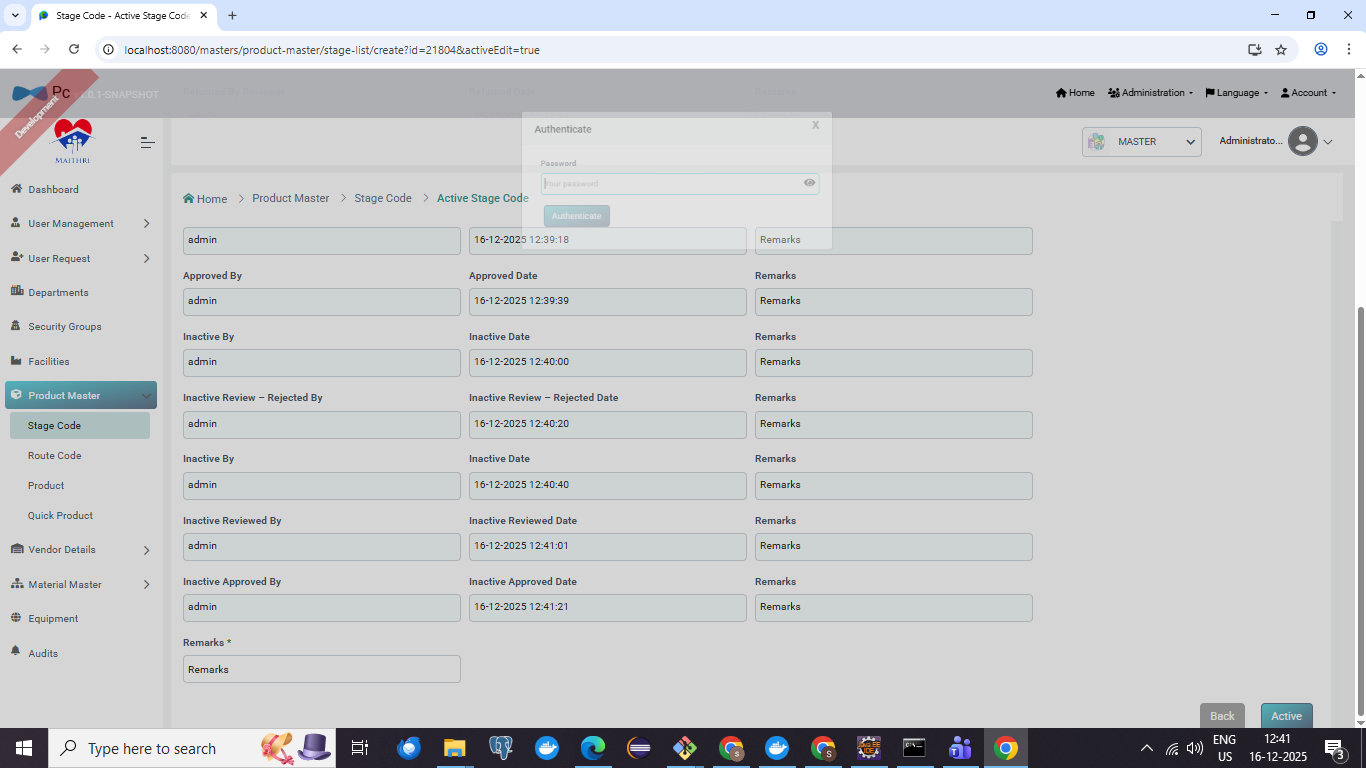 Stage Code - Active Stage Code
localhost:8080/masters/product-master/stage-list/create?id=21804&activeEdit=true
Development
Pc
.0.1-SNAPSHOT
Home
Administration
Language
Account
MAITHRI
MASTER
Administrato...
Authenticate
X
Password
Your password
Authenticate
Home > Product Master > Stage Code > Active Stage Code
Dashboard
User Management
User Request
Departments
Security Groups
Facilities
Product Master
Stage Code
Route Code
Product
Quick Product
Vendor Details
Material Master
Equipment
Audits
admin 16-12-2025 12:39:18 Remarks
Approved By Approved Date Remarks
admin 16-12-2025 12:39:39 Remarks
Inactive By Inactive Date Remarks
admin 16-12-2025 12:40:00 Remarks
Inactive Review – Rejected By Inactive Review – Rejected Date Remarks
admin 16-12-2025 12:40:20 Remarks
Inactive By Inactive Date Remarks
admin 16-12-2025 12:40:40 Remarks
Inactive Reviewed By Inactive Reviewed Date Remarks
admin 16-12-2025 12:41:01 Remarks
Inactive Approved By Inactive Approved Date Remarks
admin 16-12-2025 12:41:21 Remarks
Remarks *
Remarks
Back Active
Type here to search
ENG
US
12:41
16-12-2025
3